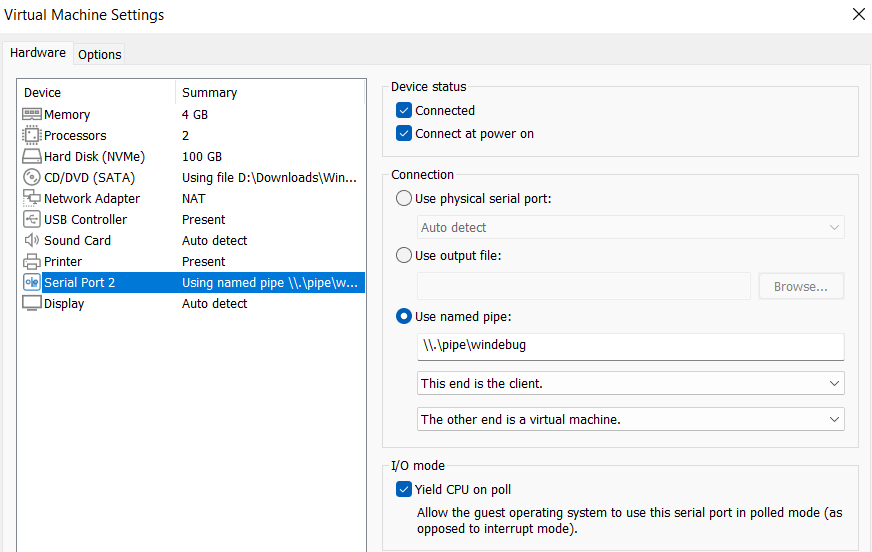 Virtual Machine Settings
Hardware Options
Device Summary
Memory 4 GB
Processors 2
Hard Disk (NVMe) 100 GB
CD/DVD (SATA) Using file D:\Downloads\Win...
Network Adapter NAT
USB Controller Present
Sound Card Auto detect
Printer Present
Serial Port 2 Using named pipe \\.\pipe\w...
Display Auto detect
Device status
Connected
Connect at power on
Connection
Use physical serial port:
Auto detect
Use output file:
Browse...
Use named pipe:
\\.\pipe\windebug
This end is the client.
The other end is a virtual machine.
I/O mode
Yield CPU on poll
Allow the guest operating system to use this serial port in polled mode (as
opposed to interrupt mode).